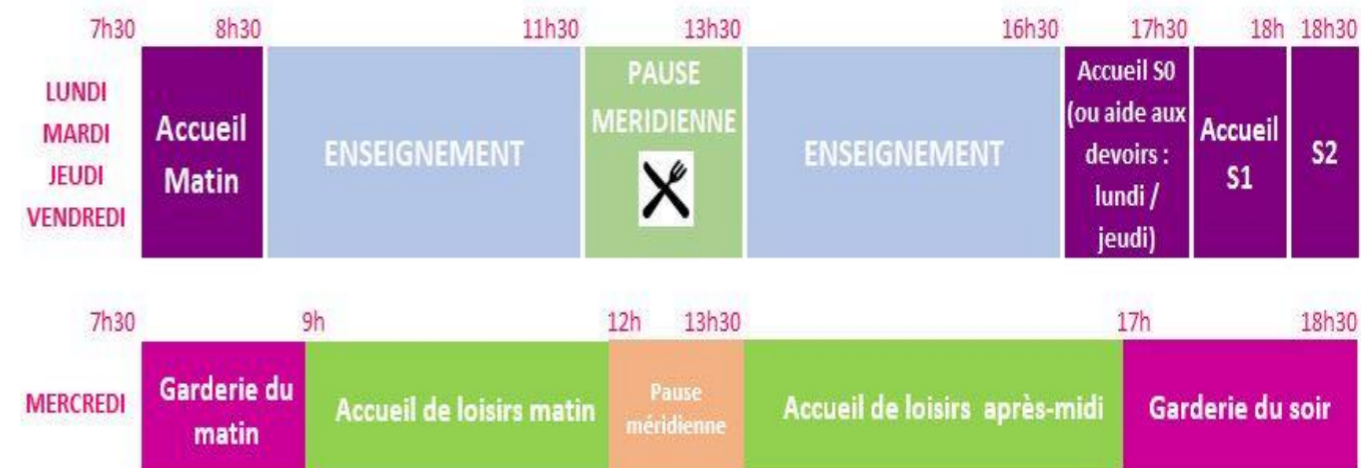 7h30 8h30 11h30 13h30 16h30 17h30 18h 18h30
LUNDI
MARDI
JEUDI
VENDREDI
Accueil
Matin
ENSEIGNEMENT
PAUSE
MERIDIENNE
ENSEIGNEMENT
Accueil S0
(ou aide aux
devoirs :
lundi /
jeudi)
Accueil
S1
S2
7h30 9h 12h 13h30 17h 18h30
MERCREDI
Garderie du
matin
Accueil de loisirs matin
Pause
méridienne
Accueil de loisirs après-midi
Garderie du soir